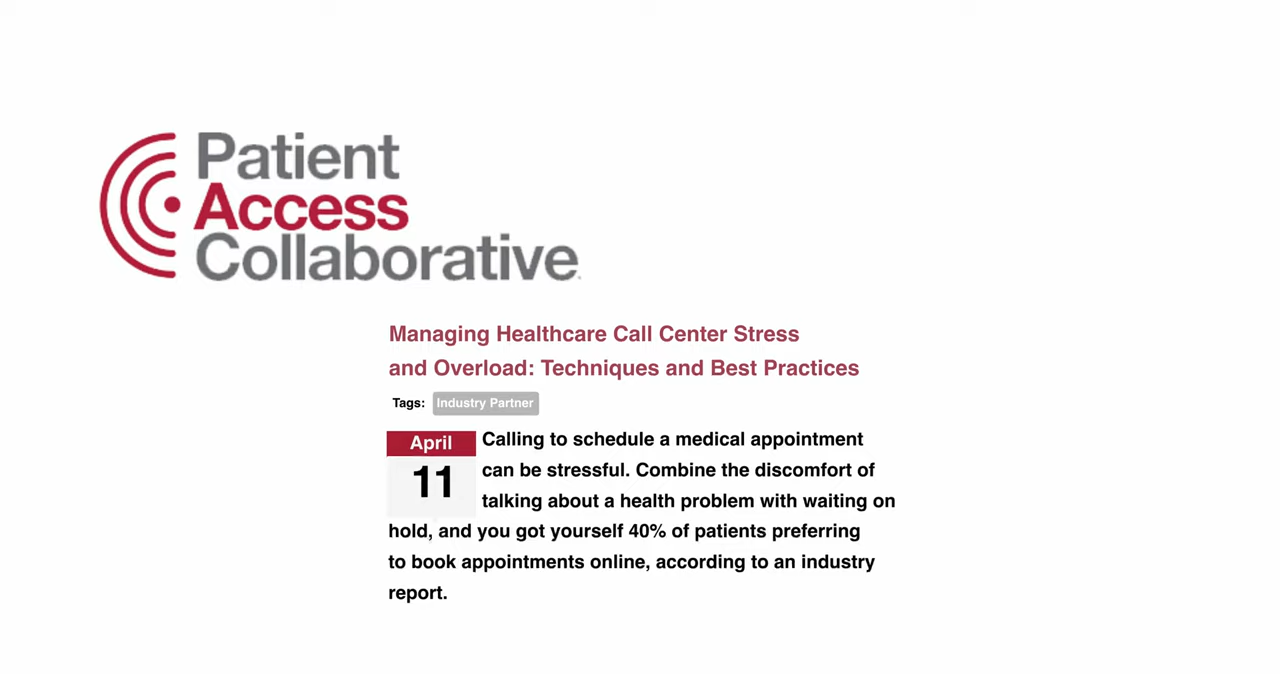 Patient
Access
Collaborative
Managing Healthcare Call Center Stress
and Overload: Techniques and Best Practices
Tags: Industry Partner
April
11
Calling to schedule a medical appointment
can be stressful. Combine the discomfort of
talking about a health problem with waiting on
hold, and you got yourself 40% of patients preferring
to book appointments online, according to an industry
report.